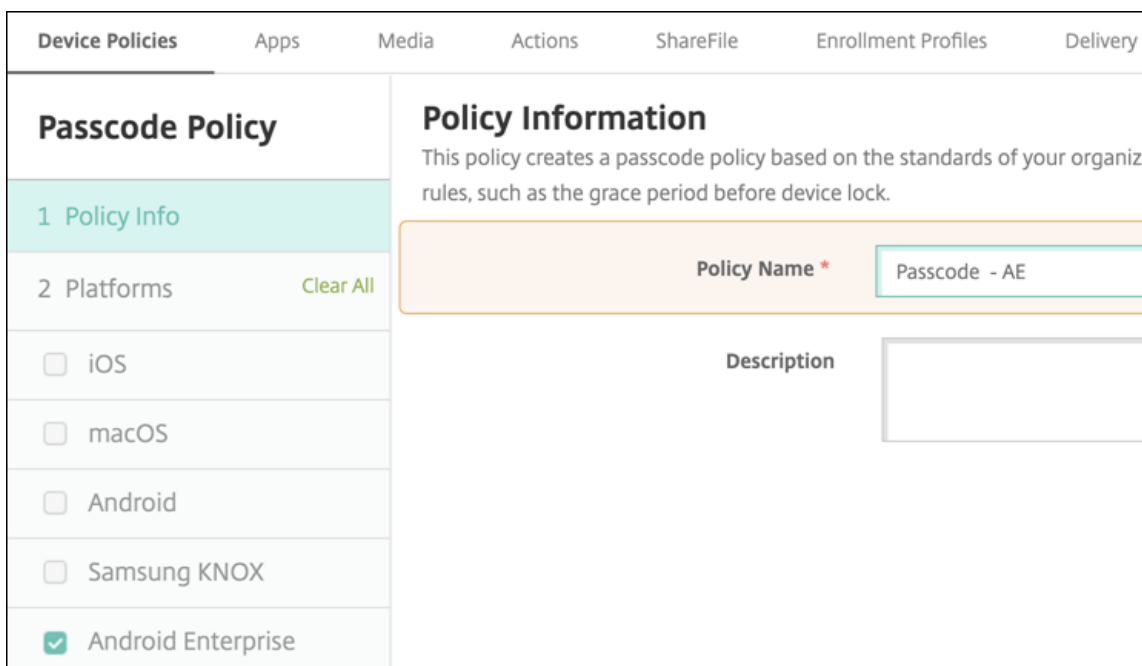 Device Policies Apps Media Actions ShareFile Enrollment Profiles Delivery
Passcode Policy
1 Policy Info
2 Platforms Clear All
iOS
macOS
Android
Samsung KNOX
Android Enterprise
Policy Information
This policy creates a passcode policy based on the standards of your organiz
rules, such as the grace period before device lock.
Policy Name * Passcode - AE
Description